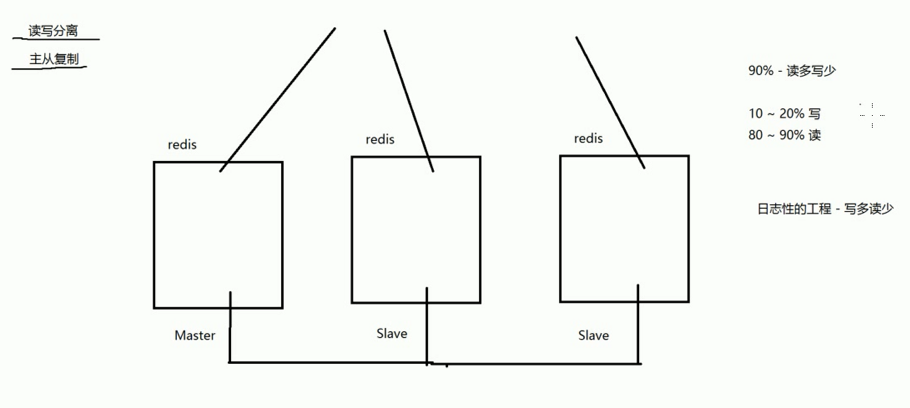 读写分离
主从复制
90% - 读多写少
10 ~ 20% 写
80 ~ 90% 读
redis
redis
redis
日志性的工程 - 写多读少
Master
Slave
Slave